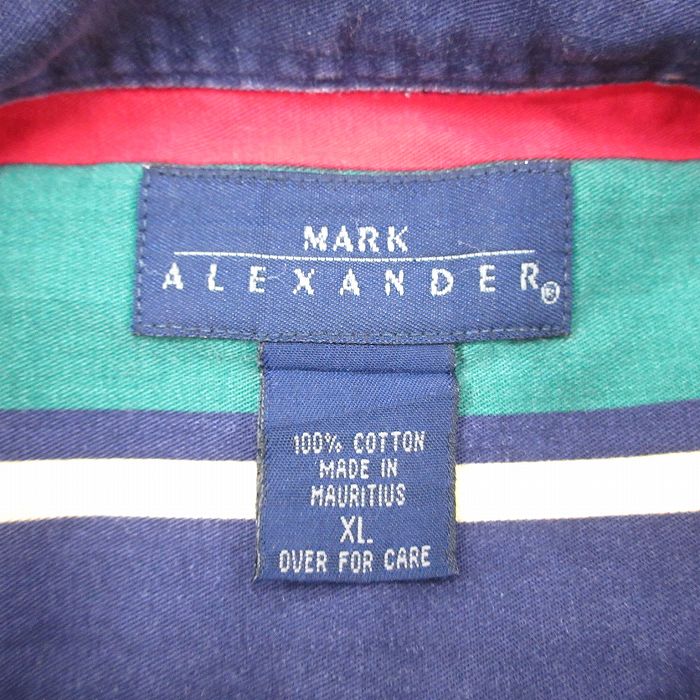 MARK
ALEXANDER®
100% COTTON
MADE IN
MAURITIUS
XL
OVER FOR CARE